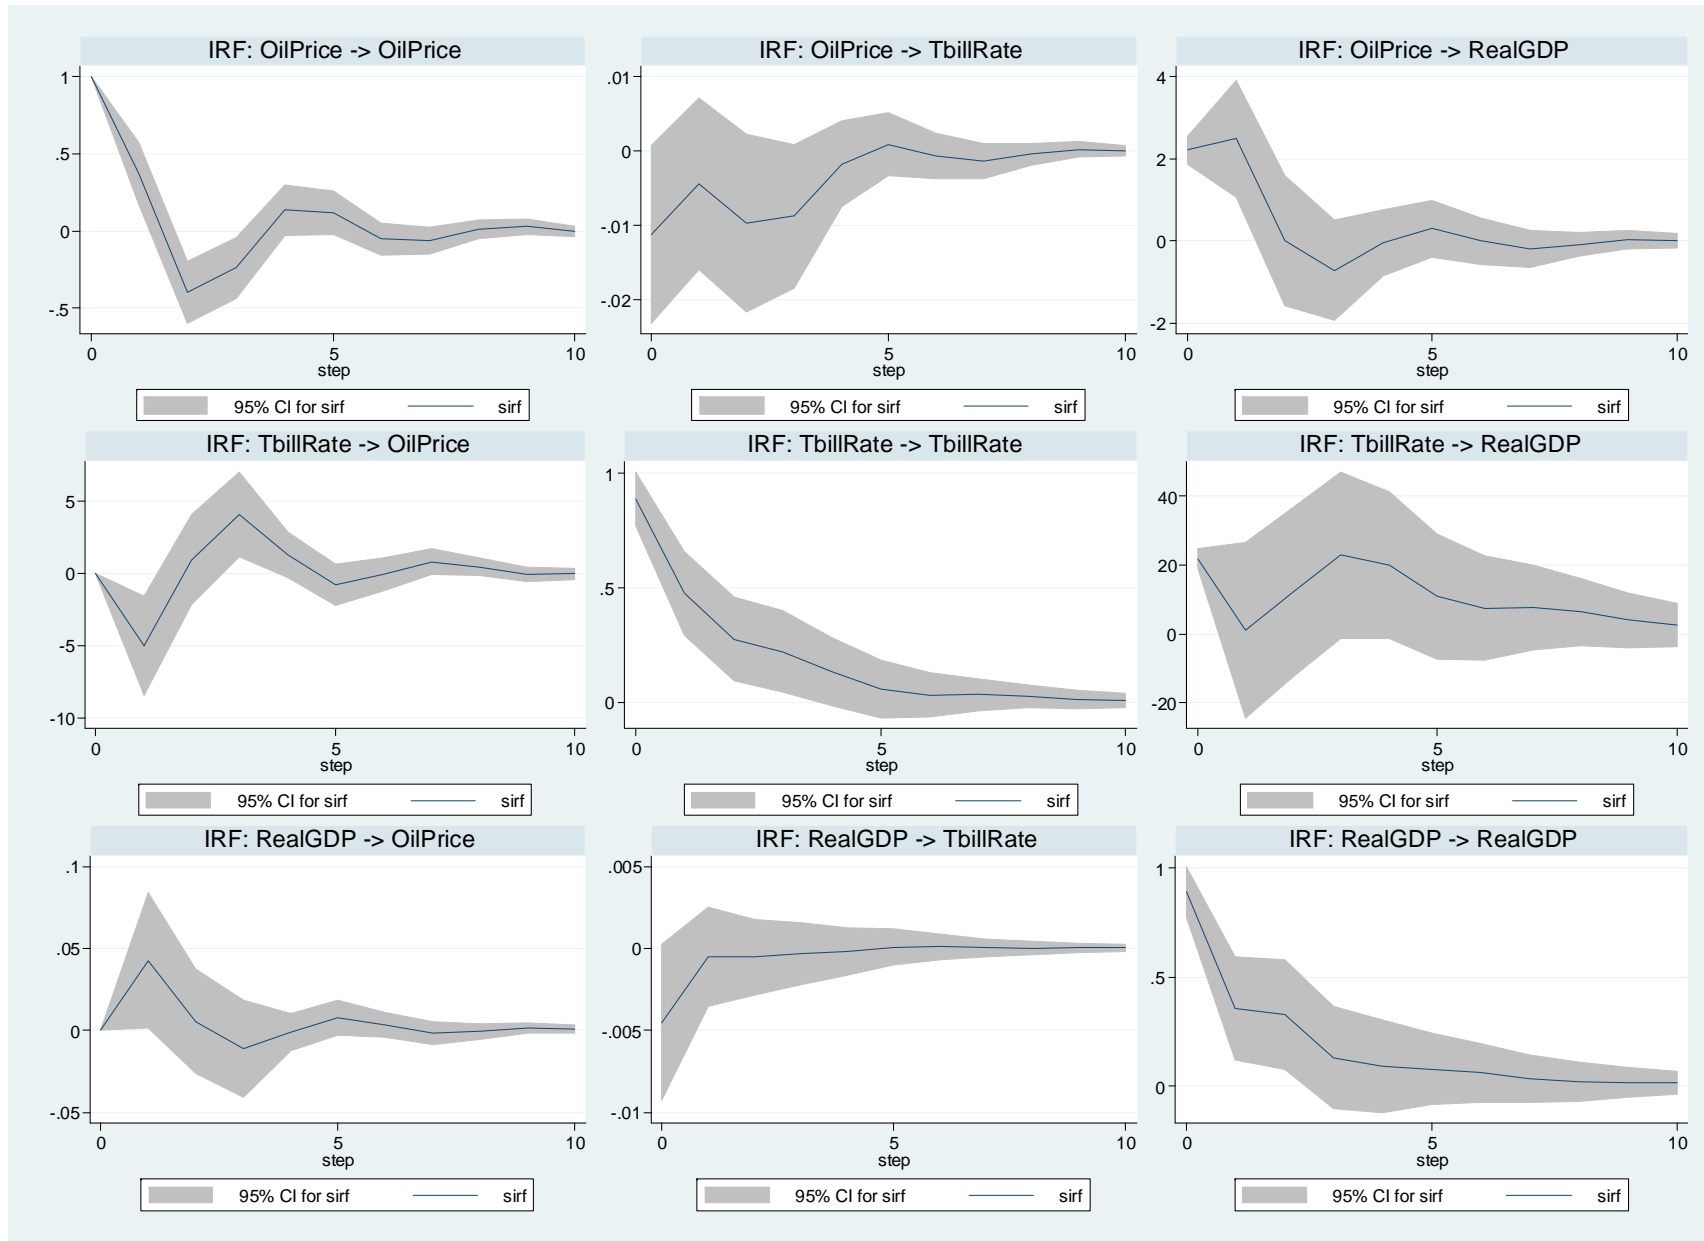 IRF: OilPrice -> OilPrice
1
.5
0
-.5
0 5 10
step
95% CI for sirf sirf
IRF: OilPrice -> TbillRate
.01
0
-.01
-.02
0 5 10
step
95% CI for sirf sirf
IRF: OilPrice -> RealGDP
4
2
0
-2
0 5 10
step
95% CI for sirf sirf
IRF: TbillRate -> OilPrice
5
0
-5
-10
0 5 10
step
95% CI for sirf sirf
IRF: TbillRate -> TbillRate
1
.5
0
0 5 10
step
95% CI for sirf sirf
IRF: TbillRate -> RealGDP
40
20
0
-20
0 5 10
step
95% CI for sirf sirf
IRF: RealGDP -> OilPrice
.1
.05
0
-.05
0 5 10
step
95% CI for sirf sirf
IRF: RealGDP -> TbillRate
.005
0
-.005
-.01
0 5 10
step
95% CI for sirf sirf
IRF: RealGDP -> RealGDP
1
.5
0
0 5 10
step
95% CI for sirf sirf